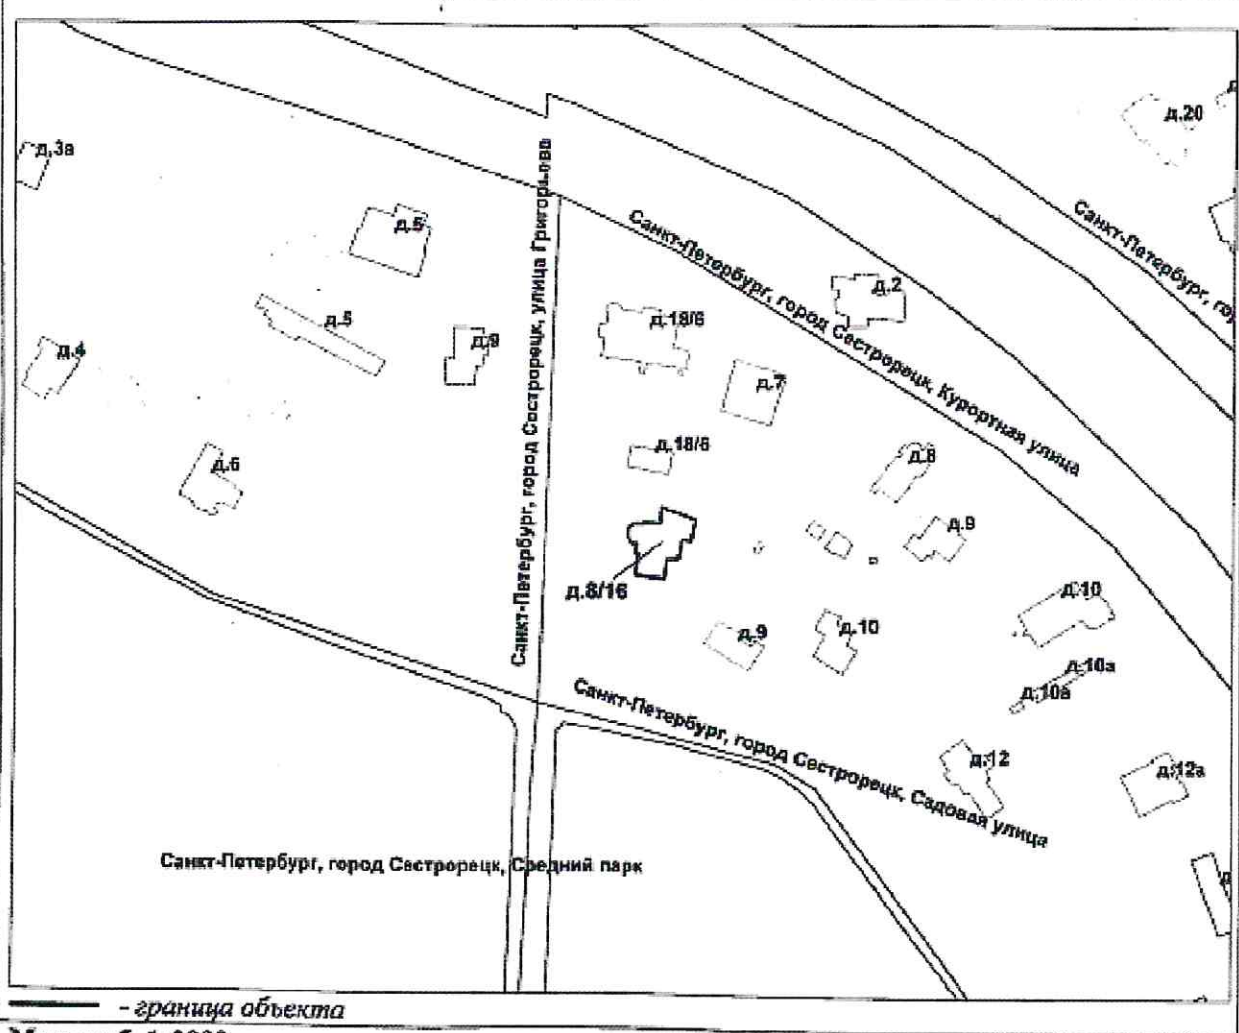 д.20
д.3а
д.5
Санкт-Петербург, го
Санкт-Петербург, город Сестрорецк, Курортная улица
Санкт-Петербург, город Сестрорецк, улица Григорьева
д.2
д.5
д.18/6
д.9
д.4
д.7
д.18/6
д.8
д.6
д.9
д.8/16
д.10
д.9
д.10
д.10а
д.10а
Санкт-Петербург, город Сестрорецк, Садовая улица
д.12
д.12а
Санкт-Петербург, город Сестрорецк, Средний парк
- граница объекта